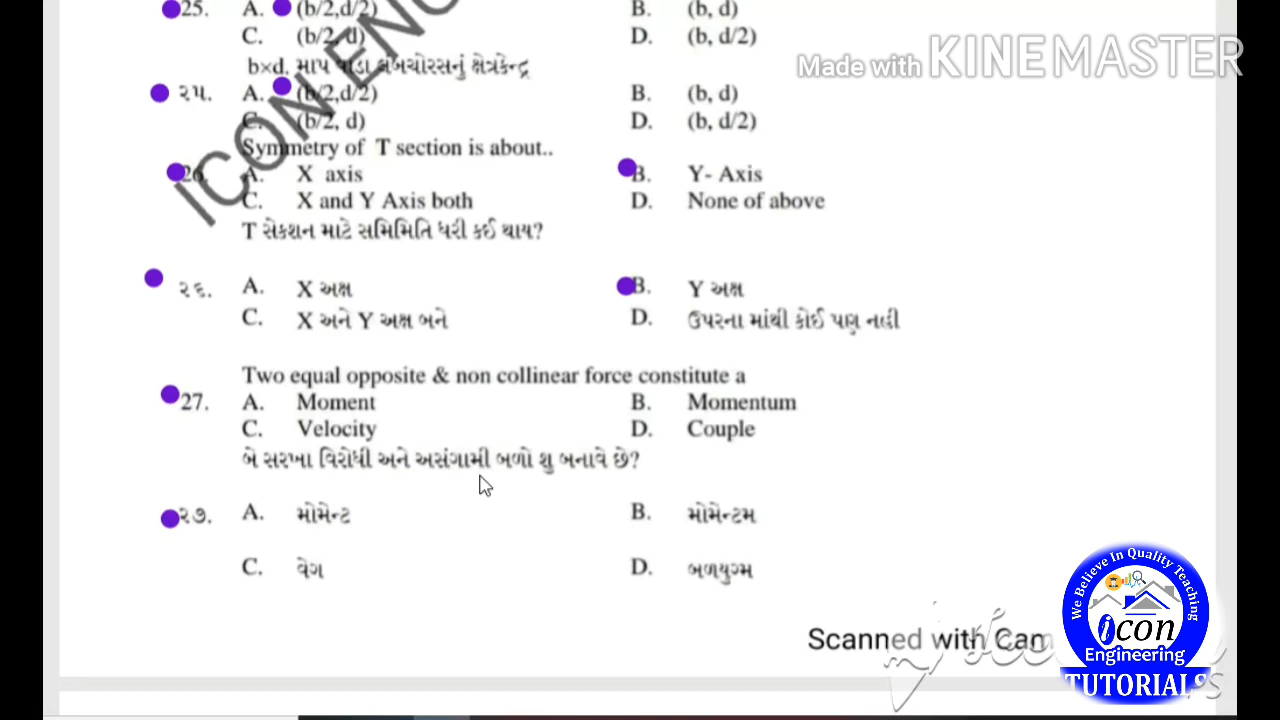 25. A. (b/2,d/2) B. (b, d)
C. (b/2, d) D. (b, d/2)
b×d. માપ વાળા લંબચોરસનું ક્ષેત્રકેન્દ્ર
૨૫. A. (b/2,d/2) B. (b, d)
C. (b/2, d) D. (b, d/2)
Symmetry of T section is about..
26. A. X axis B. Y- Axis
C. X and Y Axis both D. None of above
T સેકશન માટે સમિમિતિ ધરી કઈ થાય?
૨૬. A. X અક્ષ B. Y અક્ષ
C. X અને Y અક્ષ બને D. ઉપરના માંથી કોઈ પણ નહી
Two equal opposite & non collinear force constitute a
27. A. Moment B. Momentum
C. Velocity D. Couple
બે સરખા વિરોધી અને અસંગામી બળો શુ બનાવે છે?
૨૭. A. મોમેન્ટ B. મોમેન્ટમ
C. વેગ D. બળયુગ્મ
Scanned with Cam
Made with KINEMASTER
ICON ENG
We Believe In Quality Teaching
icon
Engineering
TUTORIALS